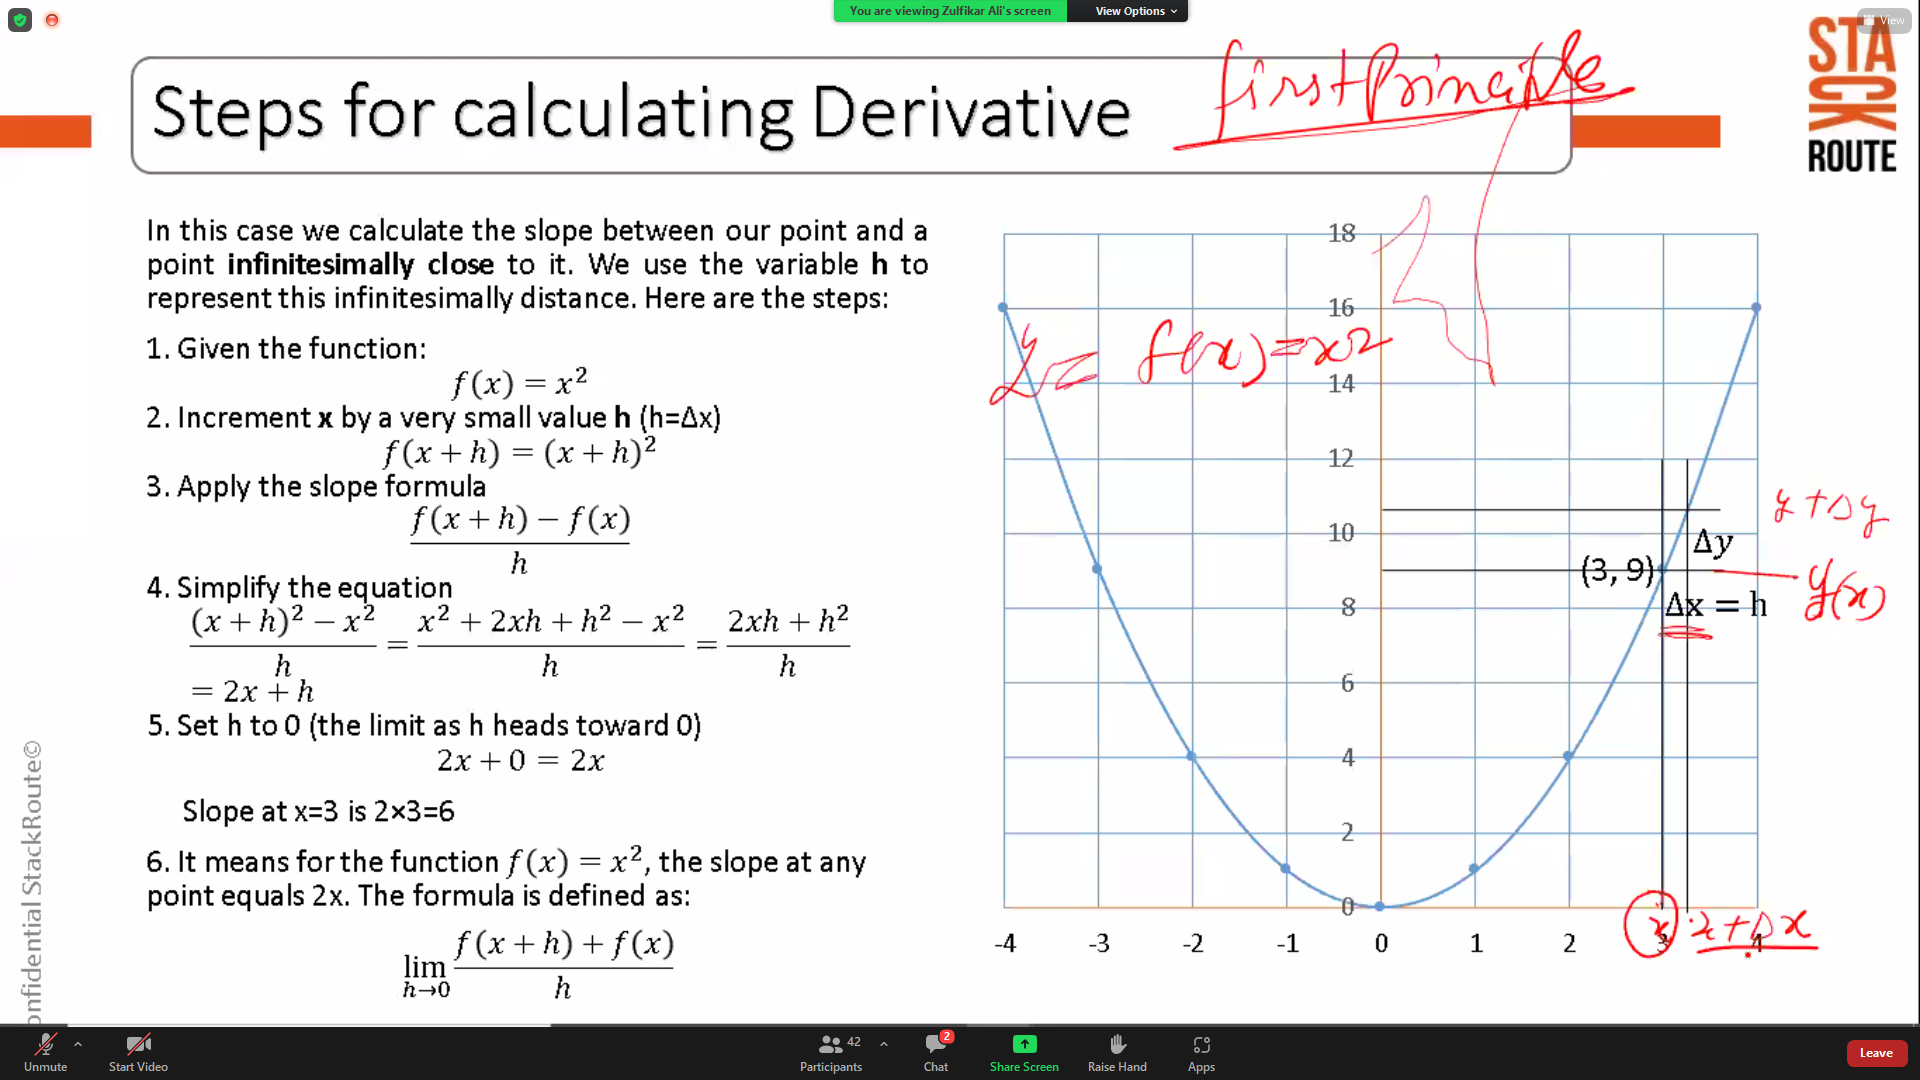 You are viewing Zulfikar Ali's screen
View Options
View
STACK
ROUTE
Steps for calculating Derivative
first Principle
In this case we calculate the slope between our point and a
point infinitesimally close to it. We use the variable h to
represent this infinitesimally distance. Here are the steps:
1. Given the function:
f(x) = x²
2. Increment x by a very small value h (h=Δx)
f(x + h) = (x + h)²
3. Apply the slope formula
f(x + h) − f(x)
h
4. Simplify the equation
(x + h)² − x² = x² + 2xh + h² − x² = 2xh + h²
h h h
= 2x + h
5. Set h to 0 (the limit as h heads toward 0)
2x + 0 = 2x
Slope at x=3 is 2×3=6
6. It means for the function f(x) = x², the slope at any
point equals 2x. The formula is defined as:
f(x + h) + f(x)
lim
h→0 h
18
16
y = f(x) = x2
14
12
y + Δy
10
Δy
(3, 9)
y
f(x)
8
Δx = h
6
4
2
0
x x + Δx
-4 -3 -2 -1 0 1 2 3 4
onfidential StackRoute©
Unmute
Start Video
42
Participants
2
Chat
Share Screen
Raise Hand
Apps
Leave